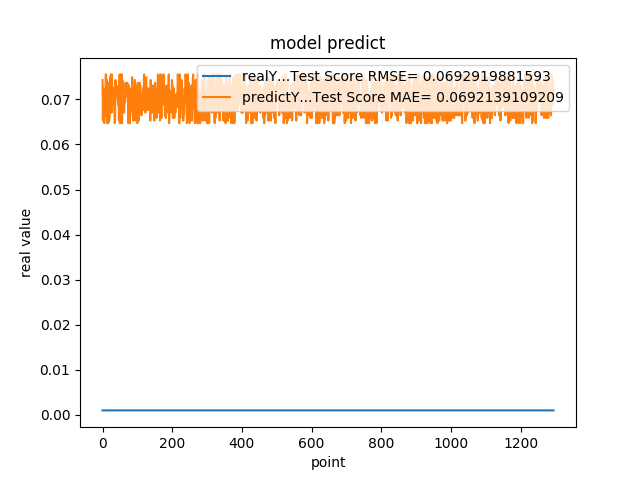 model predict
realY...Test Score RMSE= 0.0692919881593
predictY...Test Score MAE= 0.0692139109209
0.07
0.06
0.05
0.04
0.03
0.02
0.01
0.00
real value
0 200 400 600 800 1000 1200
point